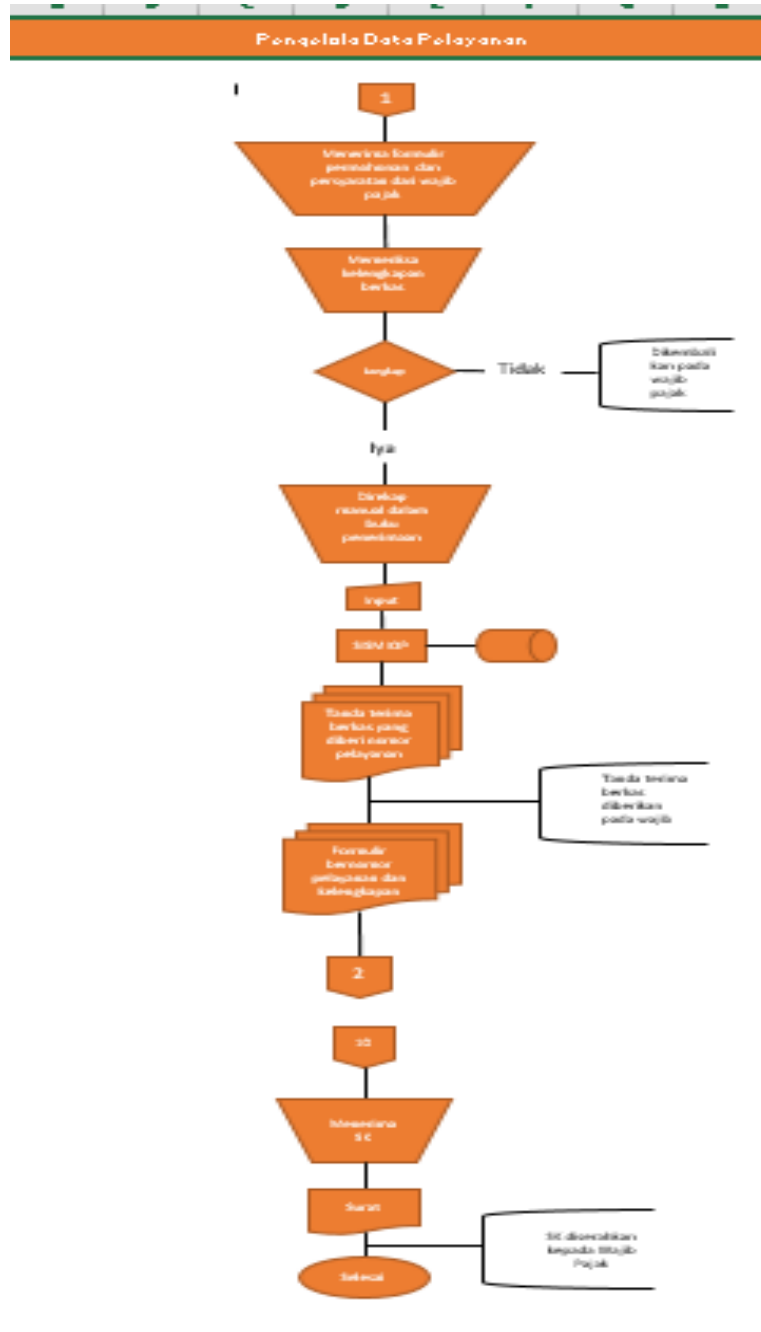 Pengelola Data Pelayanan
1
Menerima formulir
permohonan dan
persyaratan dari wajib
pajak
Memeriksa
kelengkapan
berkas
lengkap
Tidak
Dikembali
kan pada
wajib
pajak
Iya
Direkap
manual dalam
buku
penerimaan
Input
SISMIOP
Tanda terima
berkas yang
diberi nomor
pelayanan
Tanda terima
berkas
diberikan
pada wajib
Formulir
bernomor
pelayanan dan
kelengkapan
2
10
Menerima
SK
Surat
SK diserahkan
kepada Wajib
Pajak
Selesai